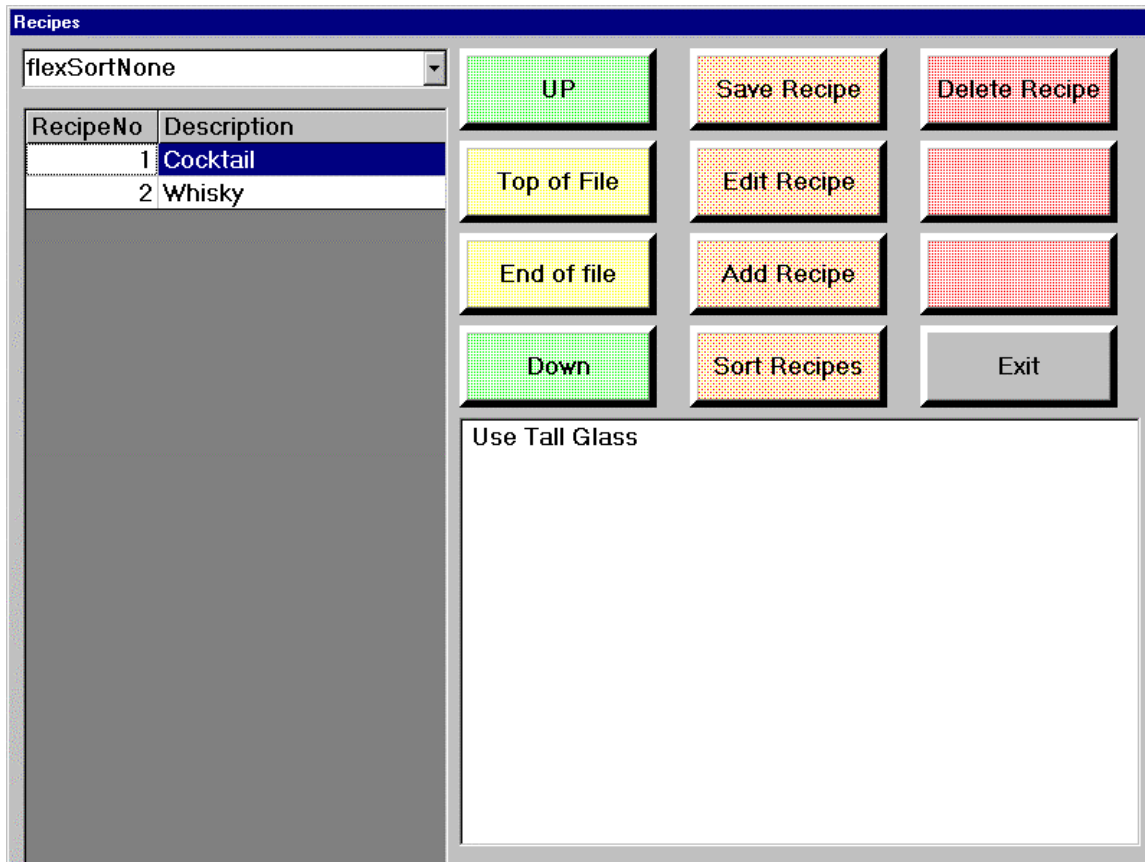 Recipes
flexSortNone
RecipeNo Description
1 Cocktail
2 Whisky
UP Save Recipe Delete Recipe
Top of File Edit Recipe
End of file Add Recipe
Down Sort Recipes Exit
Use Tall Glass